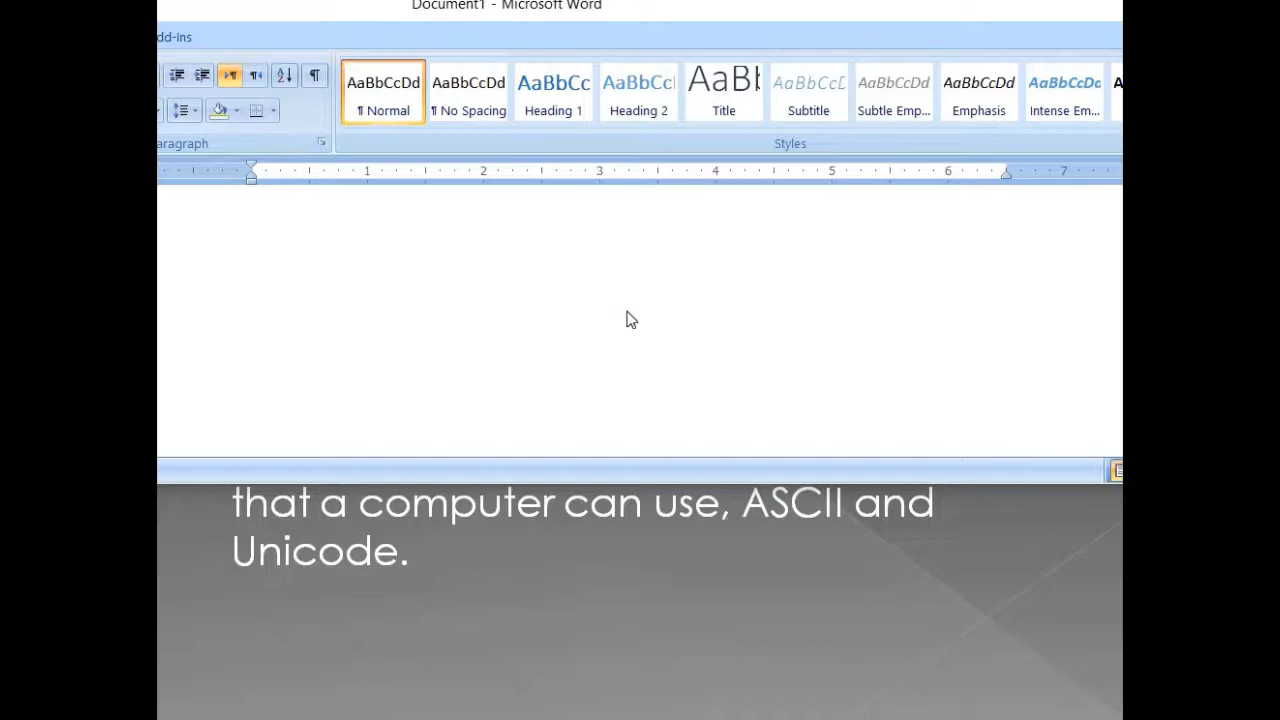 Document1 - Microsoft Word
dd-Ins
AaBbCcDd AaBbCcDd AaBbCc AaBbCc AaBb AaBbCcD AaBbCcDd AaBbCcDd AaBbCcDd A
¶ Normal ¶ No Spacing Heading 1 Heading 2 Title Subtitle Subtle Emp... Emphasis Intense Em...
aragraph Styles
1 2 3 4 5 6 7
that a computer can use, ASCII and
Unicode.